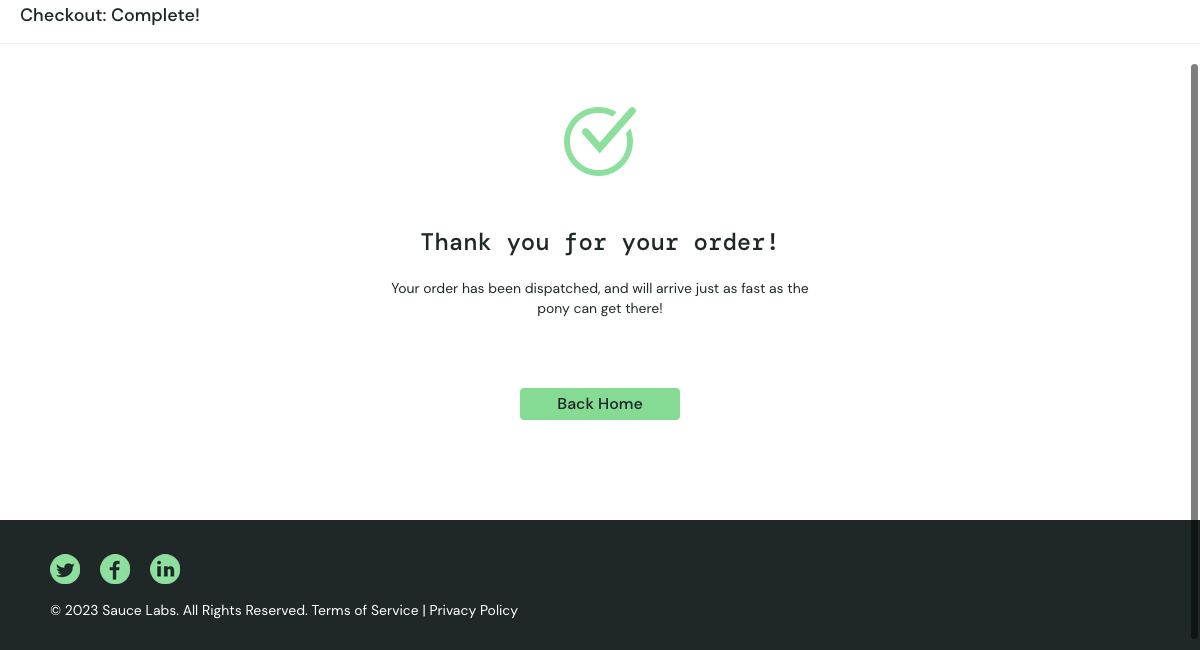 Checkout: Complete!
Thank you for your order!
Your order has been dispatched, and will arrive just as fast as the
pony can get there!
Back Home
© 2023 Sauce Labs. All Rights Reserved. Terms of Service | Privacy Policy